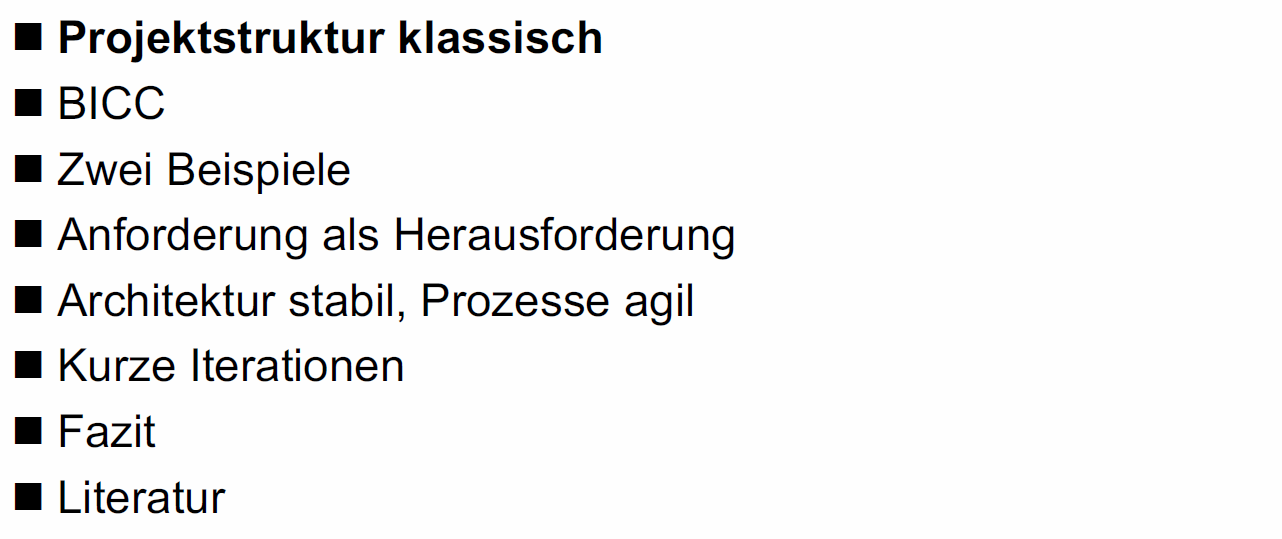 ■ Projektstruktur klassisch
■ BICC
■ Zwei Beispiele
■ Anforderung als Herausforderung
■ Architektur stabil, Prozesse agil
■ Kurze Iterationen
■ Fazit
■ Literatur